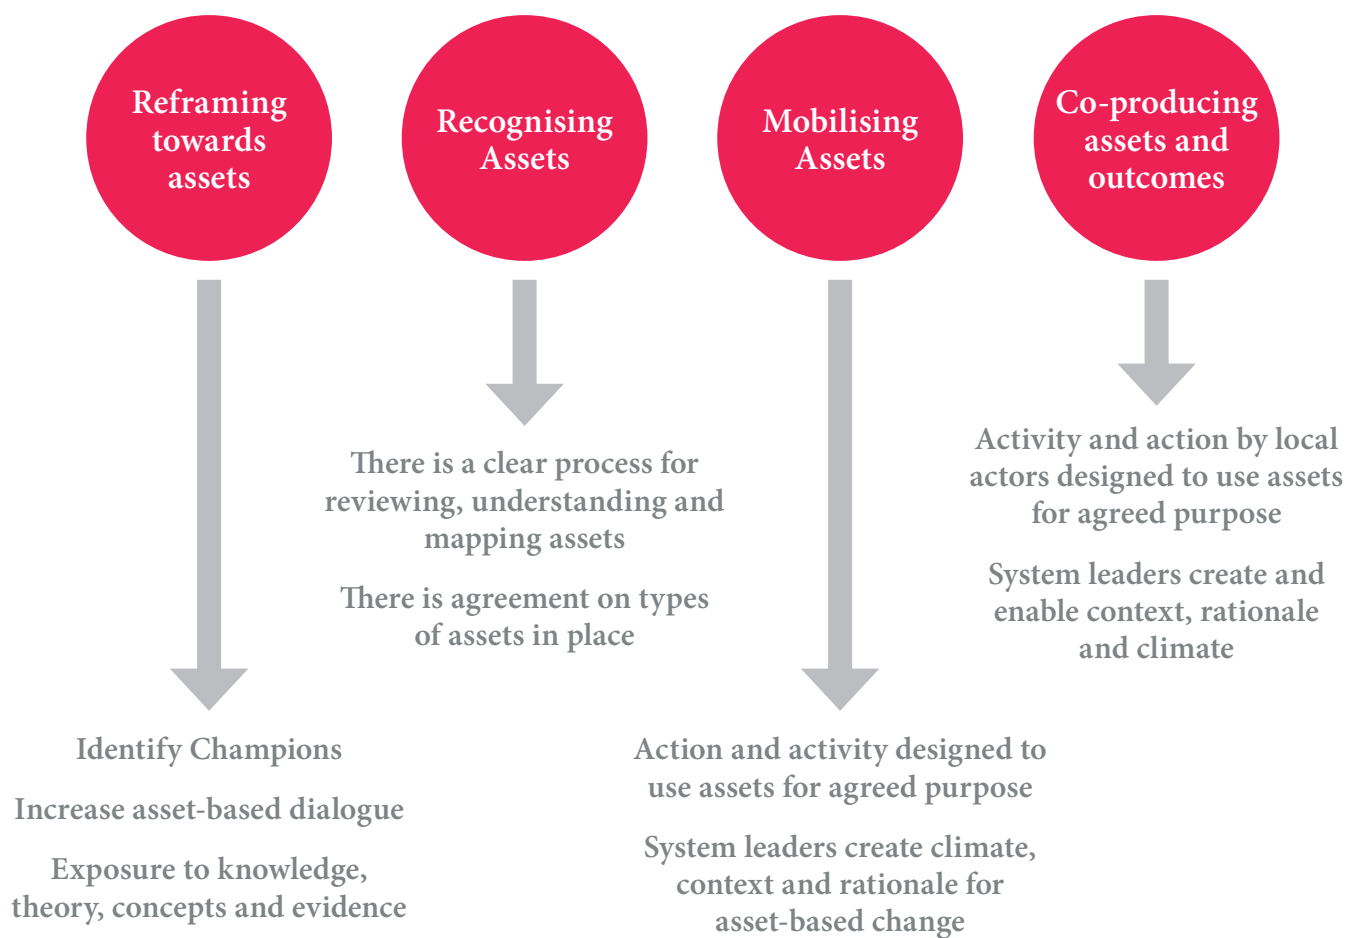 Reframing
towards
assets
Recognising
Assets
Mobilising
Assets
Co-producing
assets and
outcomes
Identify Champions
Increase asset-based dialogue
Exposure to knowledge,
theory, concepts and evidence
There is a clear process for
reviewing, understanding and
mapping assets
There is agreement on types
of assets in place
Action and activity designed to
use assets for agreed purpose
System leaders create climate,
context and rationale for
asset-based change
Activity and action by local
actors designed to use assets
for agreed purpose
System leaders create and
enable context, rationale
and climate